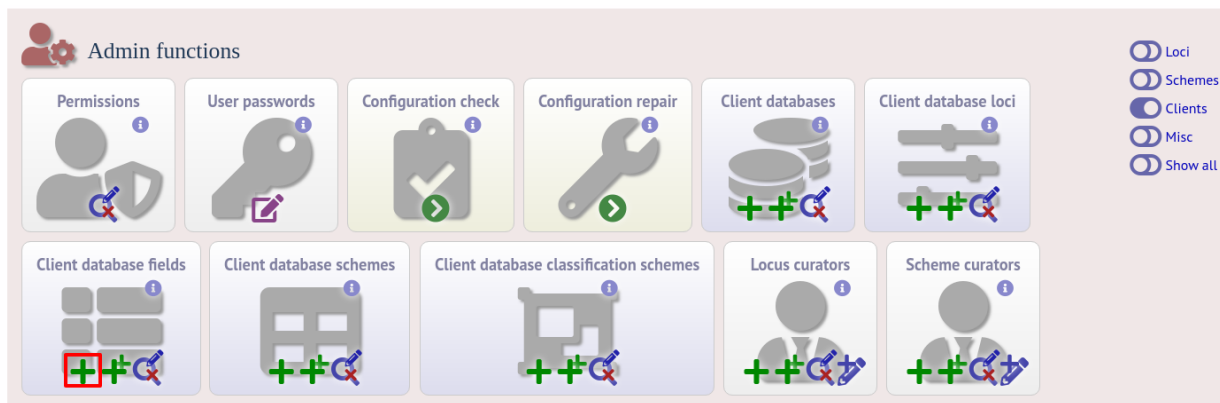 Admin functions
Loci
Schemes
Clients
Misc
Show all
Permissions
User passwords
Configuration check
Configuration repair
Client databases
Client database loci
Client database fields
Client database schemes
Client database classification schemes
Locus curators
Scheme curators